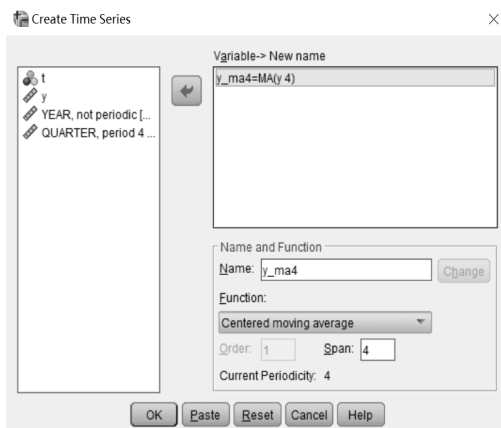 Create Time Series
Variable-> New name
t
y
YEAR, not periodic [...
QUARTER, period 4 ...
y_ma4=MA(y 4)
Name and Function
Name: y_ma4 Change
Function:
Centered moving average
Order: 1 Span: 4
Current Periodicity: 4
OK Paste Reset Cancel Help